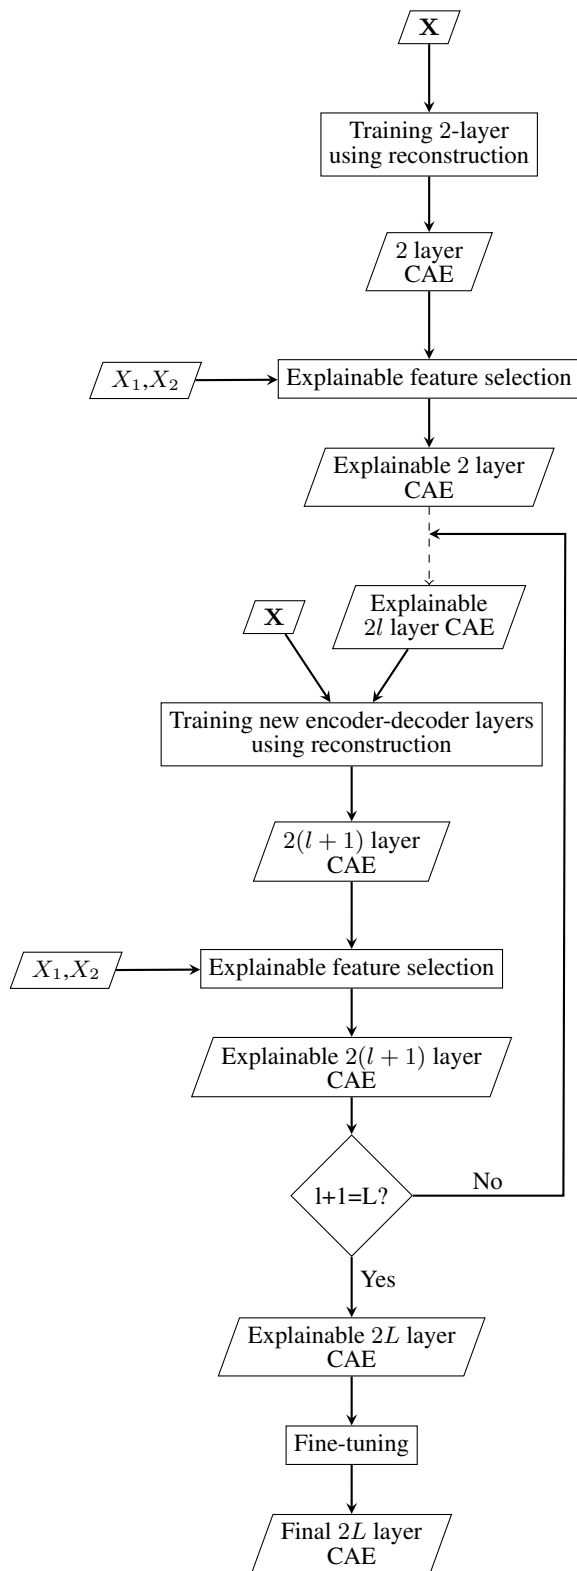 X
Training 2-layer
using reconstruction
2 layer
CAE
X₁,X₂
Explainable feature selection
Explainable 2 layer
CAE
X
Explainable
2l layer CAE
Training new encoder-decoder layers
using reconstruction
2(l + 1) layer
CAE
X₁,X₂
Explainable feature selection
Explainable 2(l + 1) layer
CAE
l+1=L?
No
Yes
Explainable 2L layer
CAE
Fine-tuning
Final 2L layer
CAE